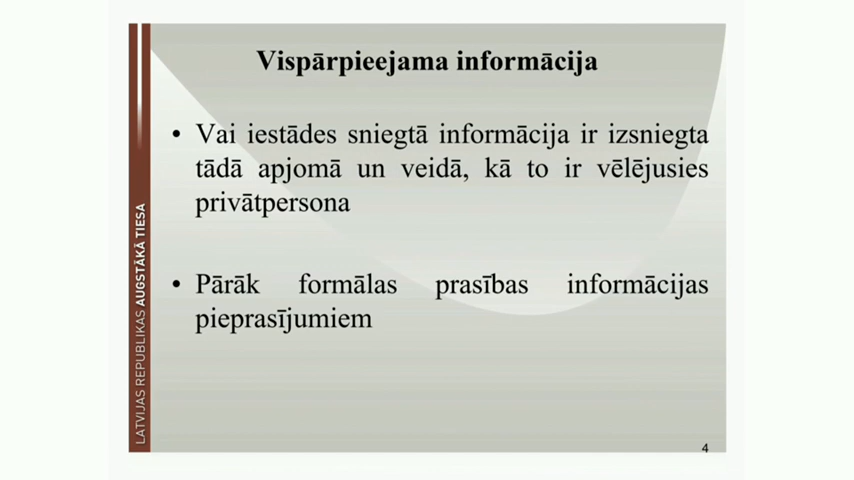 Vispārpieejama informācija
• Vai iestādes sniegtā informācija ir izsniegta
tādā apjomā un veidā, kā to ir vēlējusies
privātpersona
• Pārāk formālas prasības informācijas
pieprasījumiem
LATVIJAS REPUBLIKAS AUGSTĀKĀ TIESA
4